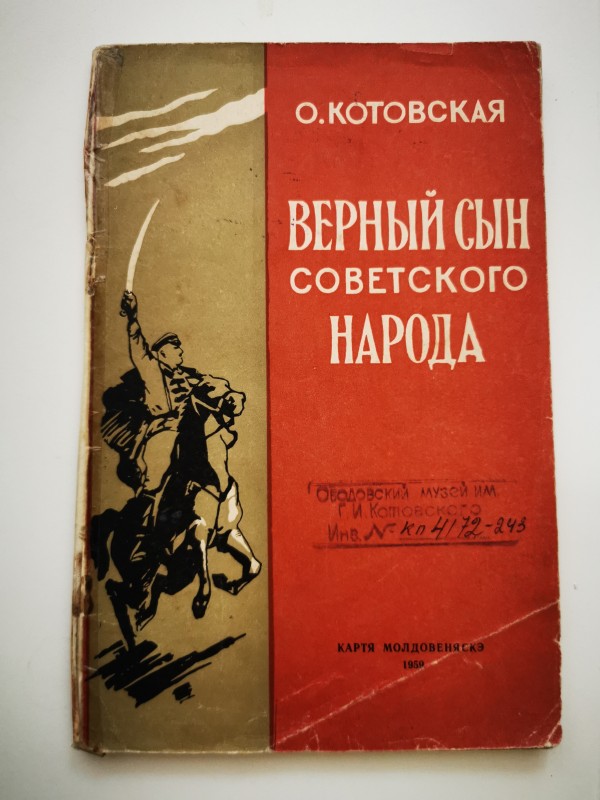 О.КОТОВСКАЯ
ВЕРНЫЙ СЫН
СОВЕТСКОГО
НАРОДА
Ободовский музей им.
Г.И. Котовского
Инв. № КП 4172-243
КАРТЯ МОЛДОВЕНЯСКЭ
1959